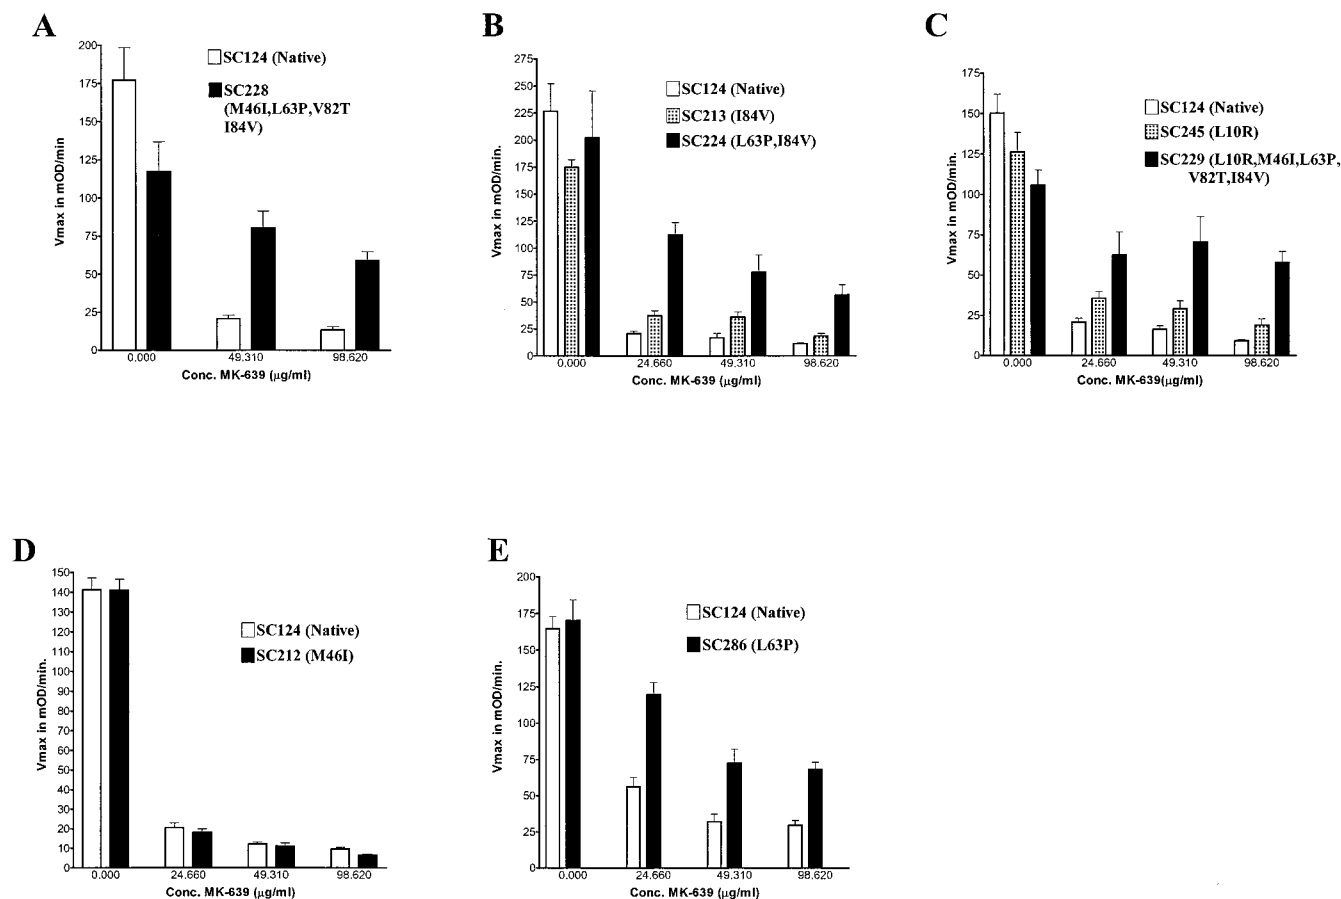 A
200
175
150
125
100
75
50
25
0
Vmax in mOD/min.
SC124 (Native)
SC228
(M46I,L63P,V82T
I84V)
0.000 49.310 98.620
Conc. MK-639 (μg/ml)
B
275
250
225
200
175
150
125
100
75
50
25
0
Vmax in mOD/min.
SC124 (Native)
SC213 (I84V)
SC224 (L63P,I84V)
0.000 24.660 49.310 98.620
Conc. MK-639 (μg/ml)
C
175
150
125
100
75
50
25
0
Vmax in mOD/min.
SC124 (Native)
SC245 (L10R)
SC229 (L10R,M46I,L63P,
V82T,I84V)
0.000 24.660 49.310 98.620
Conc. MK-639(μg/ml)
D
150
140
130
120
110
100
90
80
70
60
50
40
30
20
10
0
Vmax in mOD/min.
SC124 (Native)
SC212 (M46I)
0.000 24.660 49.310 98.620
Conc. MK-639 (μg/ml)
E
200
175
150
125
100
75
50
25
0
Vmax in mOD/min.
SC124 (Native)
SC286 (L63P)
0.000 24.660 49.310 98.620
Conc. MK-639 (μg/ml)